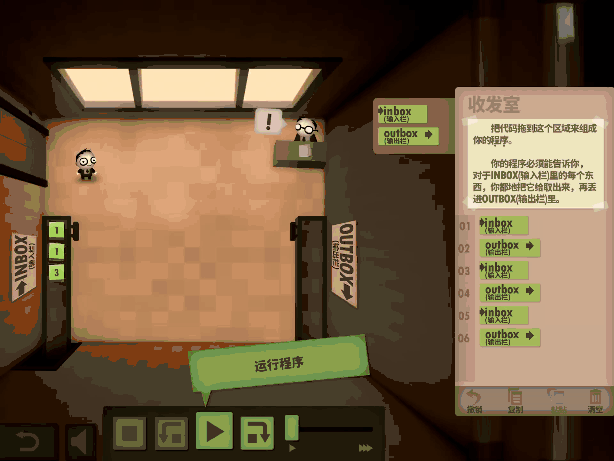 收发室
把代码拖到这个区域来组成
你的程序。
你的程序必须能告诉你,
对于INBOX(输入栏)里的每个东
西,你都地把它给取出来,再丢
进OUTBOX(输出栏)里。
inbox
(输入栏)
outbox
(输出栏)
!
INBOX
(输入栏)
1
1
3
OUTBOX
01 inbox
(输入栏)
02 outbox
(输出栏)
03 inbox
(输入栏)
04 outbox
(输出栏)
05 inbox
(输入栏)
06 outbox
(输出栏)
运行程序
复制
清空